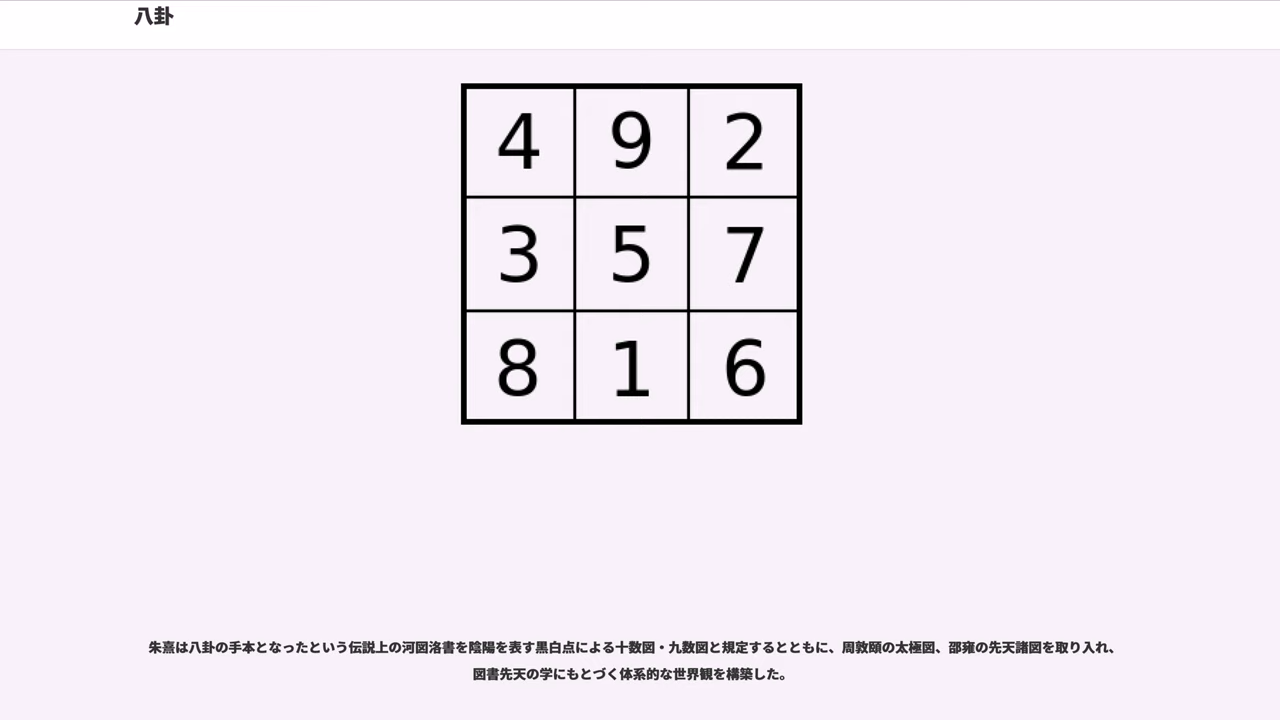 八卦
4 9 2
3 5 7
8 1 6
朱熹は八卦の手本となったという伝説上の河図洛書を陰陽を表す黒白点による十数図・九数図と規定するとともに、周敦頤の太極図、邵雍の先天諸図を取り入れ、
図書先天の学にもとづく体系的な世界観を構築した。